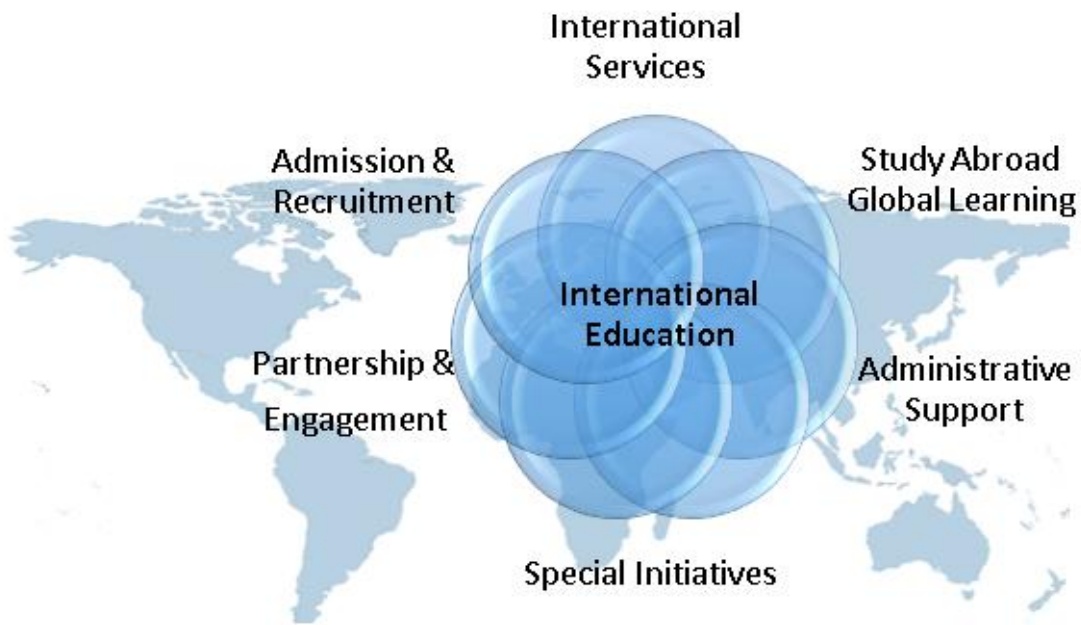 International
Services
Admission &
Recruitment
Study Abroad
Global Learning
International
Education
Partnership &
Engagement
Administrative
Support
Special Initiatives